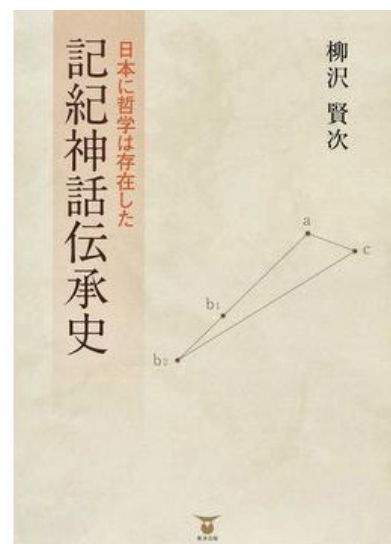 柳沢 賢次
日本に哲学は存在した
記紀神話伝承史
a
c
b1
b2